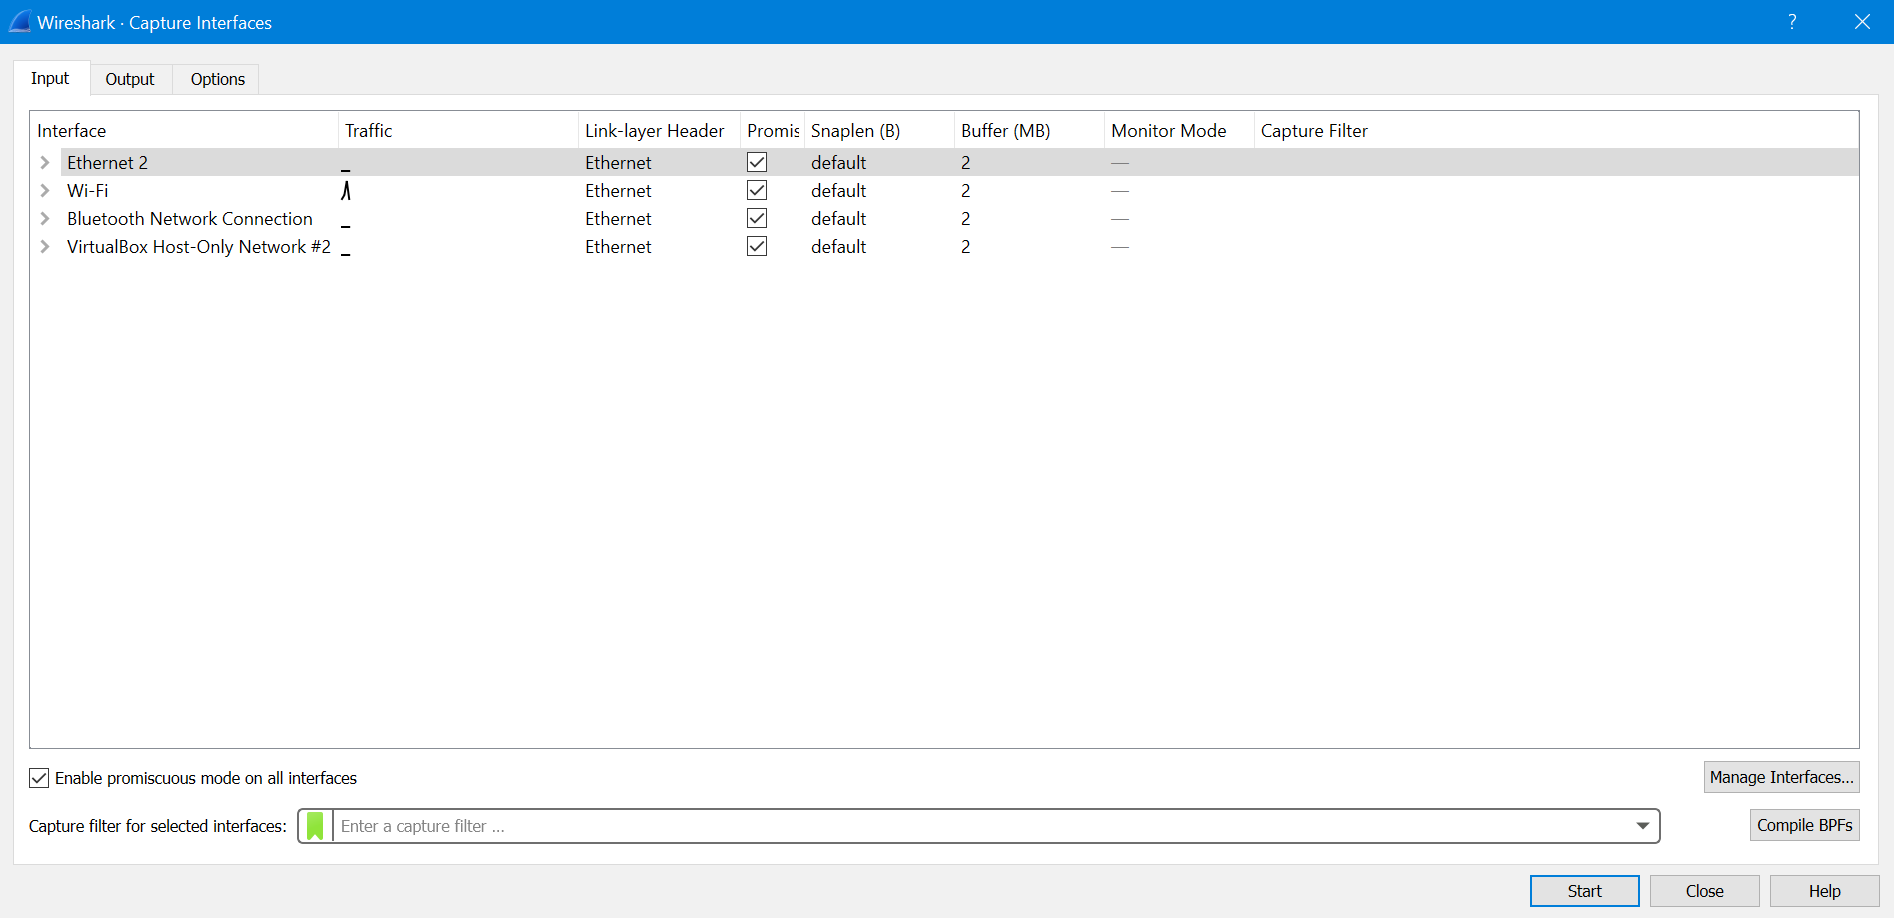 Wireshark · Capture Interfaces
Input Output Options
Interface Traffic Link-layer Header Promis Snaplen (B) Buffer (MB) Monitor Mode Capture Filter
Ethernet 2 Ethernet default 2 —
Wi-Fi Ethernet default 2 —
Bluetooth Network Connection Ethernet default 2 —
VirtualBox Host-Only Network #2 Ethernet default 2 —
Enable promiscuous mode on all interfaces Manage Interfaces...
Capture filter for selected interfaces: Enter a capture filter ... Compile BPFs
Start Close Help